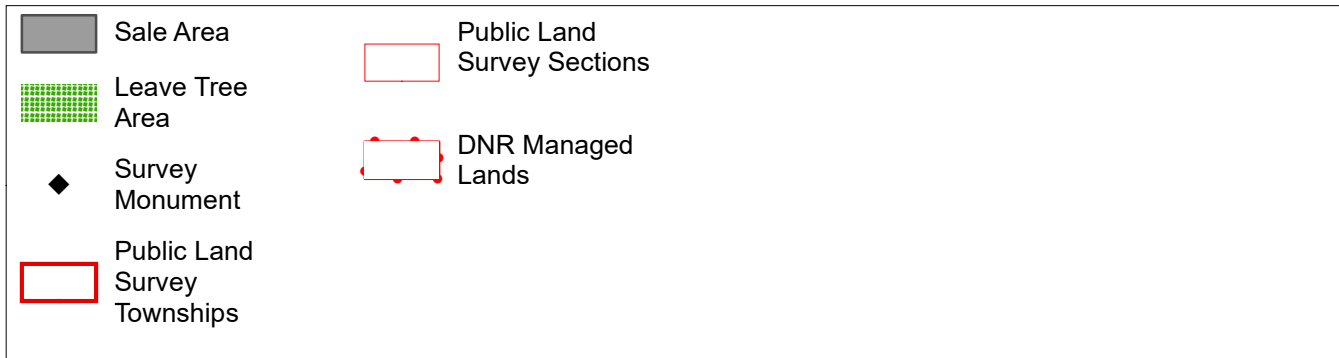 Sale Area
Leave Tree
Area
Survey
Monument
Public Land
Survey
Townships
Public Land
Survey Sections
DNR Managed
Lands